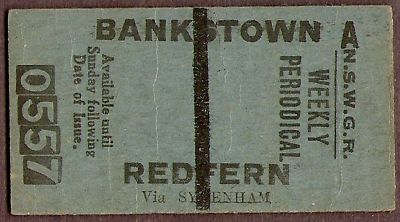 BANKSTOWN
A
N.S.W.G.R.
WEEKLY
PERIODICAL
Available until
Sunday following
Date of Issue.
0557
REDFERN
Via SYDENHAM